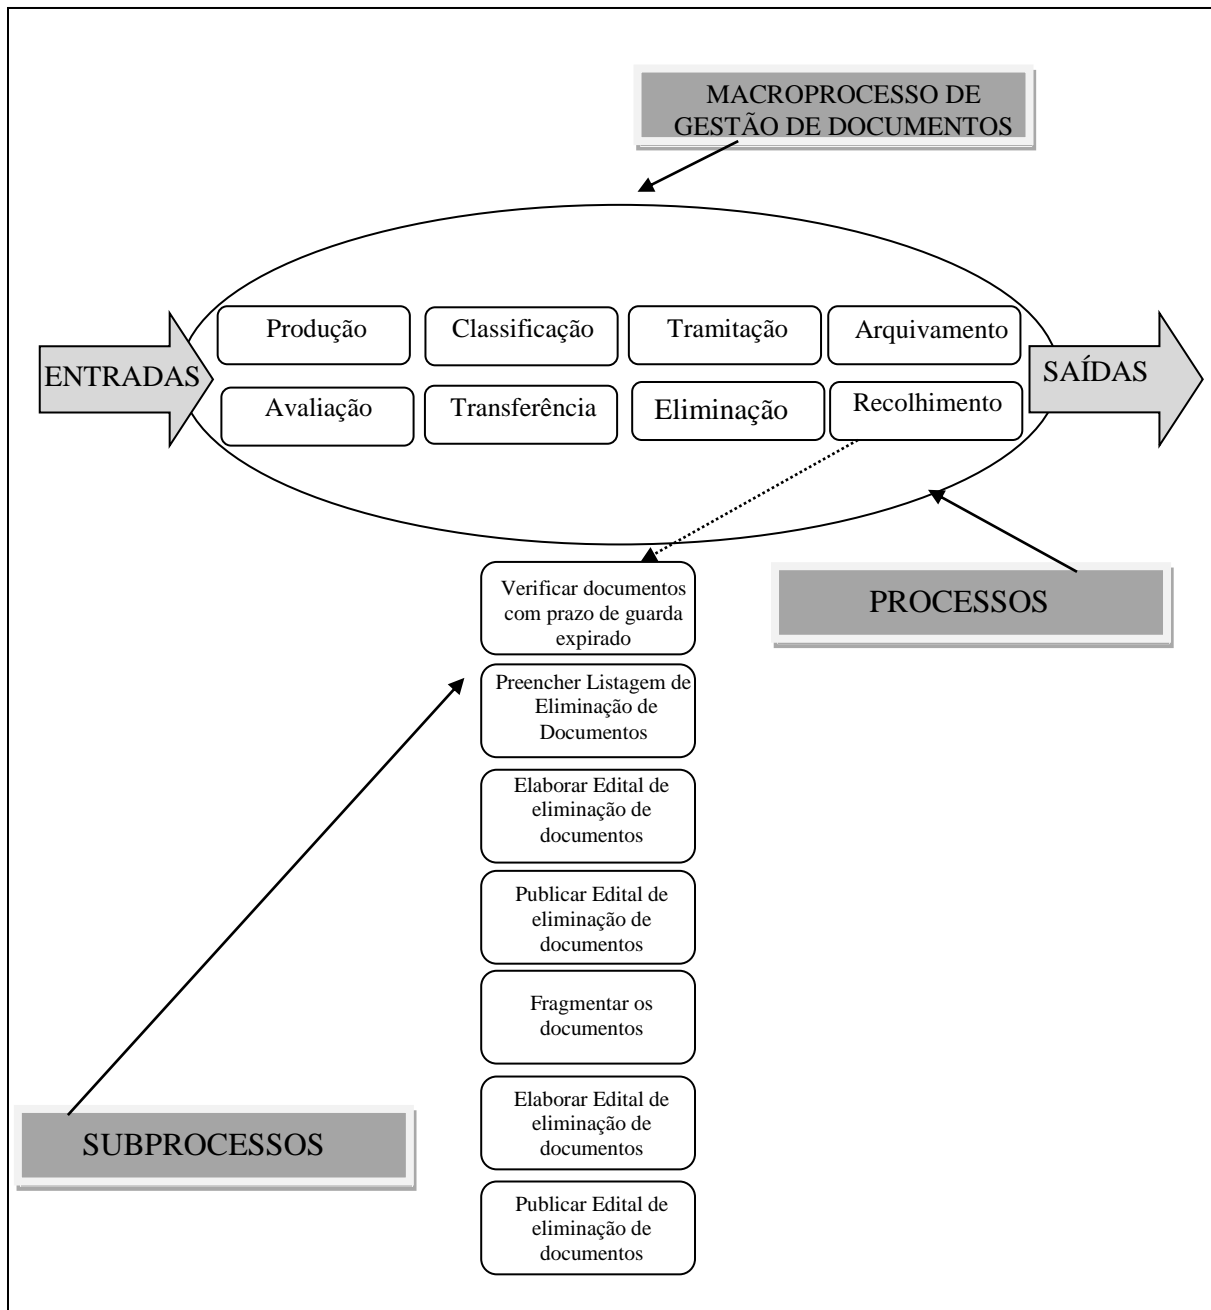 MACROPROCESSO DE
GESTÃO DE DOCUMENTOS
Produção
Classificação
Tramitação
Arquivamento
ENTRADAS
SAÍDAS
Avaliação
Transferência
Eliminação
Recolhimento
Verificar documentos
com prazo de guarda
expirado
PROCESSOS
Preencher Listagem de
Eliminação de
Documentos
Elaborar Edital de
eliminação de
documentos
Publicar Edital de
eliminação de
documentos
Fragmentar os
documentos
Elaborar Edital de
eliminação de
documentos
SUBPROCESSOS
Publicar Edital de
eliminação de
documentos